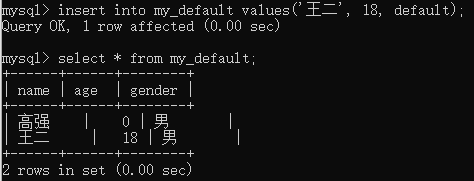 mysql> insert into my_default values('王二', 18, default);
Query OK, 1 row affected (0.00 sec)
mysql> select * from my_default;
+------+------+--------+
| name | age | gender |
+------+------+--------+
| 高强 | 0 | 男 |
| 王二 | 18 | 男 |
+------+------+--------+
2 rows in set (0.00 sec)